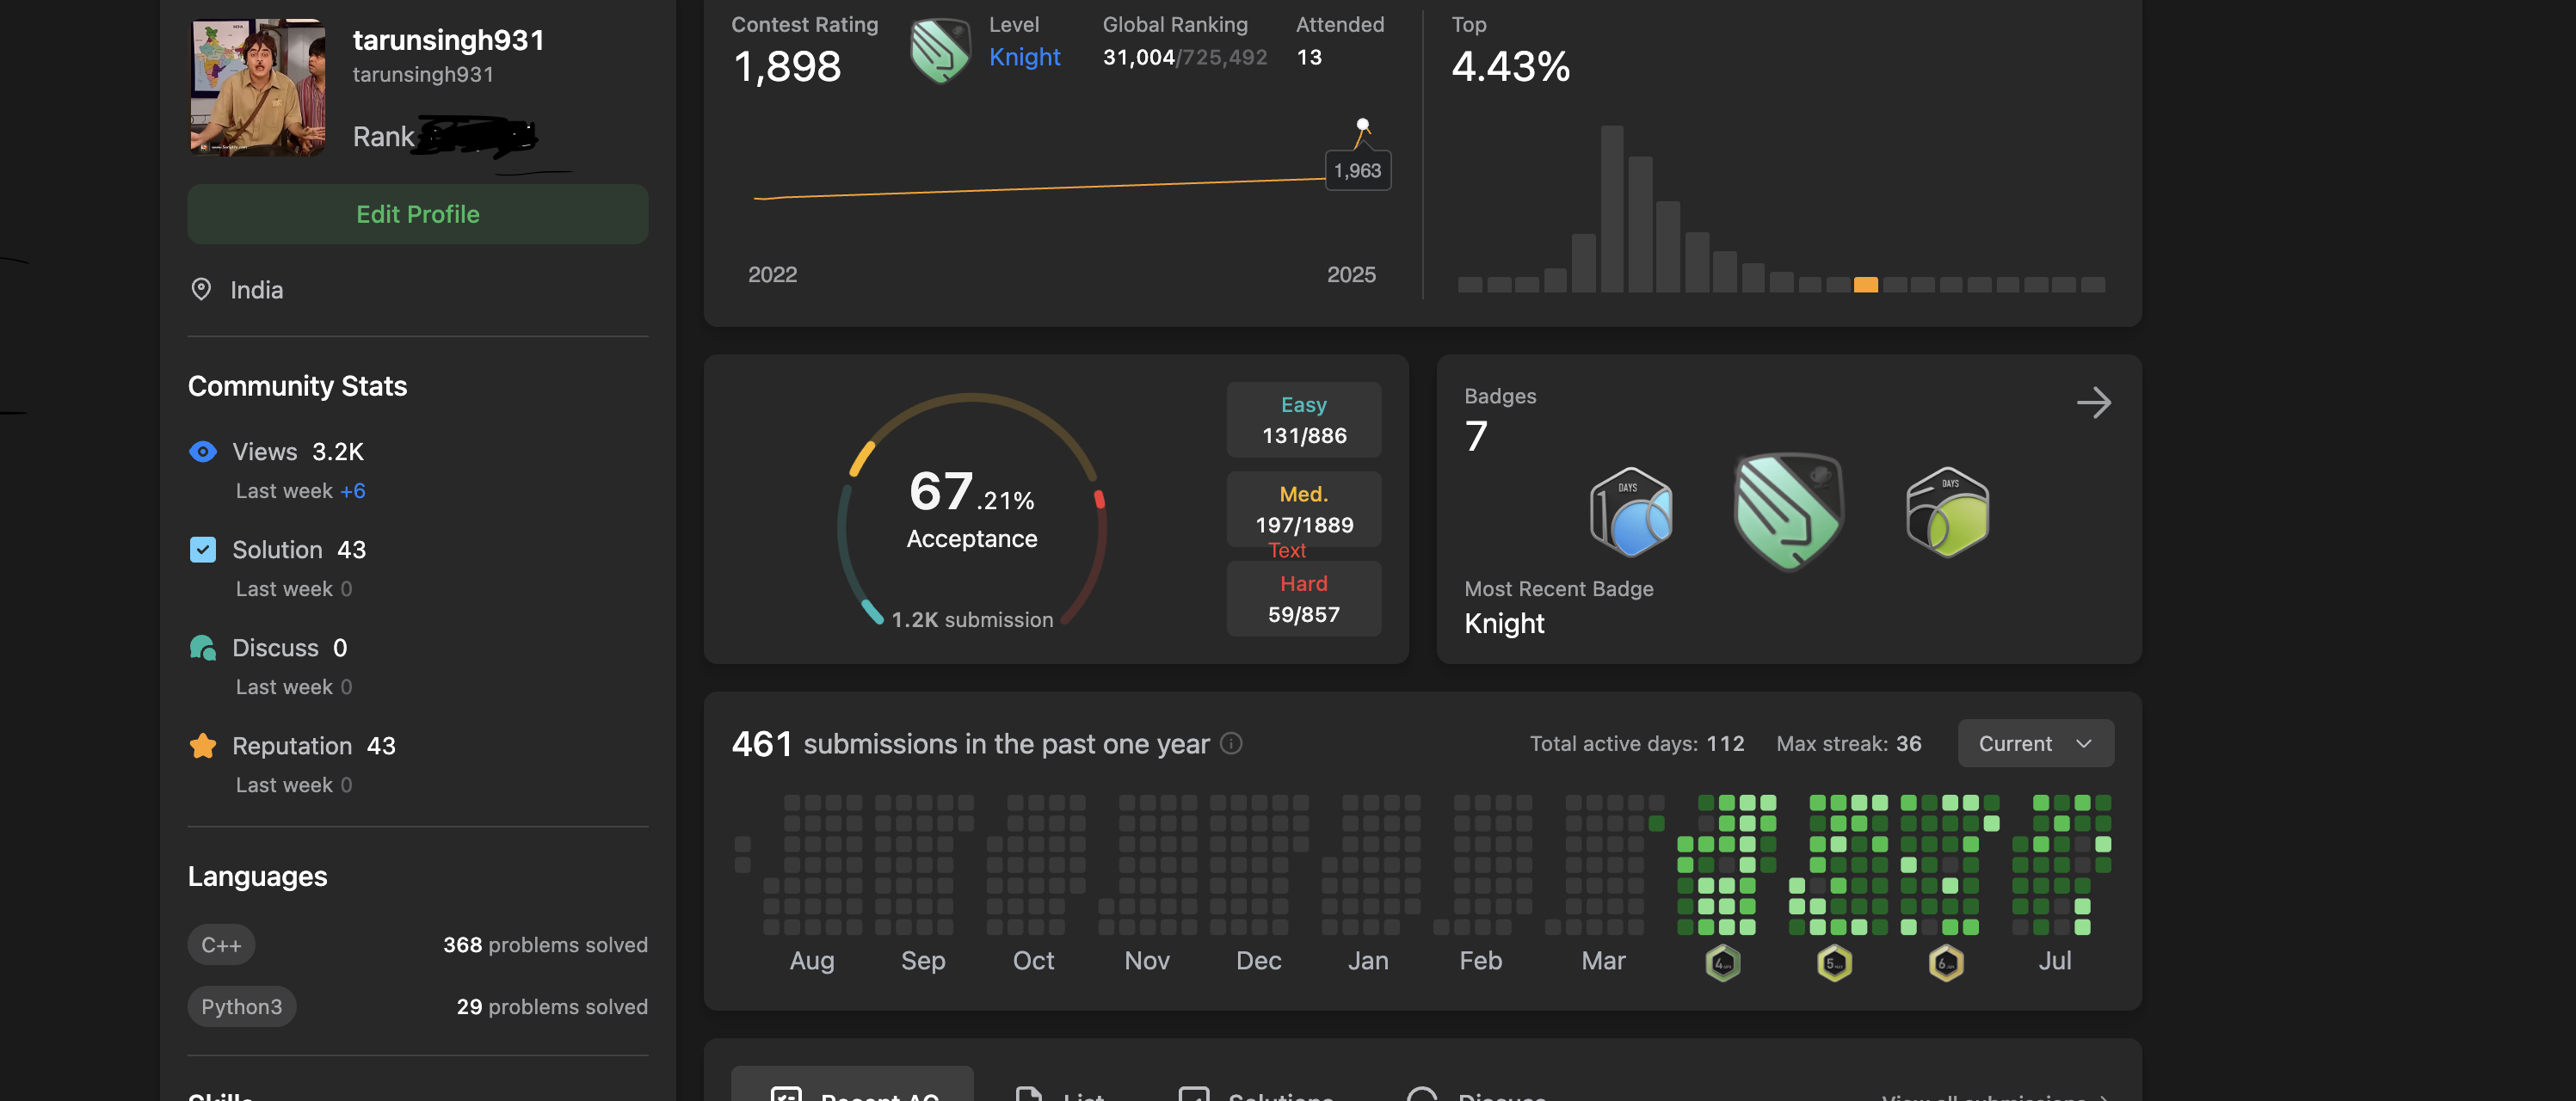 tarunsingh931
tarunsingh931
Rank
Edit Profile
India
Community Stats
Views 3.2K
Last week +6
Solution 43
Last week 0
Discuss 0
Last week 0
Reputation 43
Last week 0
Languages
C++ 368 problems solved
Python3 29 problems solved
Skills
Contest Rating
1,898
Level
Knight
Global Ranking
31,004/725,492
Attended
13
1,963
2022 2025
Top
4.43%
67.21%
Acceptance
1.2K submission
Easy
131/886
Med.
197/1889
Text
Hard
59/857
Badges
7
DAYS
DAYS
Most Recent Badge
Knight
461 submissions in the past one year
Total active days: 112 Max streak: 36 Current
Aug Sep Oct Nov Dec Jan Feb Mar Jul
Recent AC List Solutions Discuss View all submissions